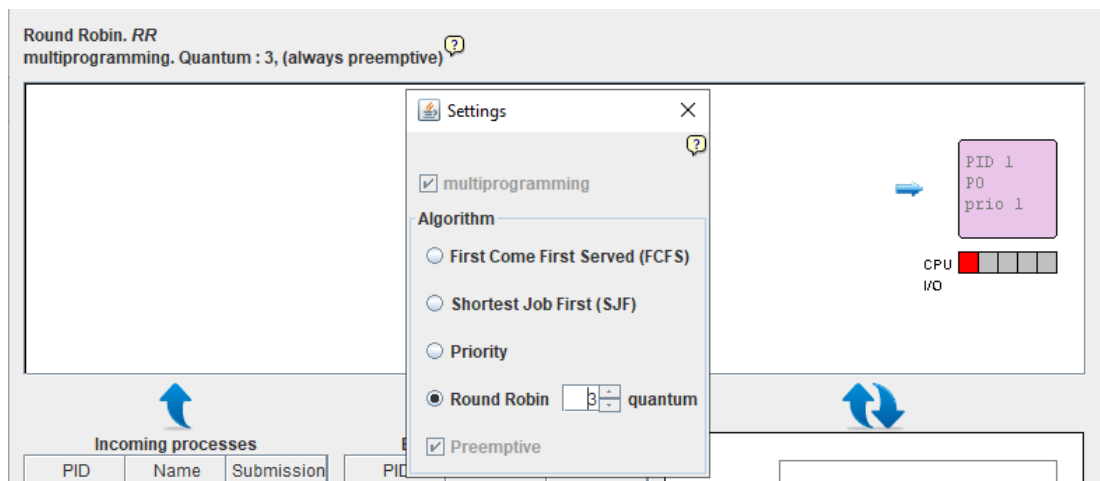 Round Robin. RR
multiprogramming. Quantum : 3, (always preemptive) ?
Settings
?
multiprogramming
Algorithm
First Come First Served (FCFS)
Shortest Job First (SJF)
Priority
Round Robin 3 quantum
Preemptive
PID 1
PO
prio 1
CPU
I/O
Incoming processes
PID Name Submission
PID